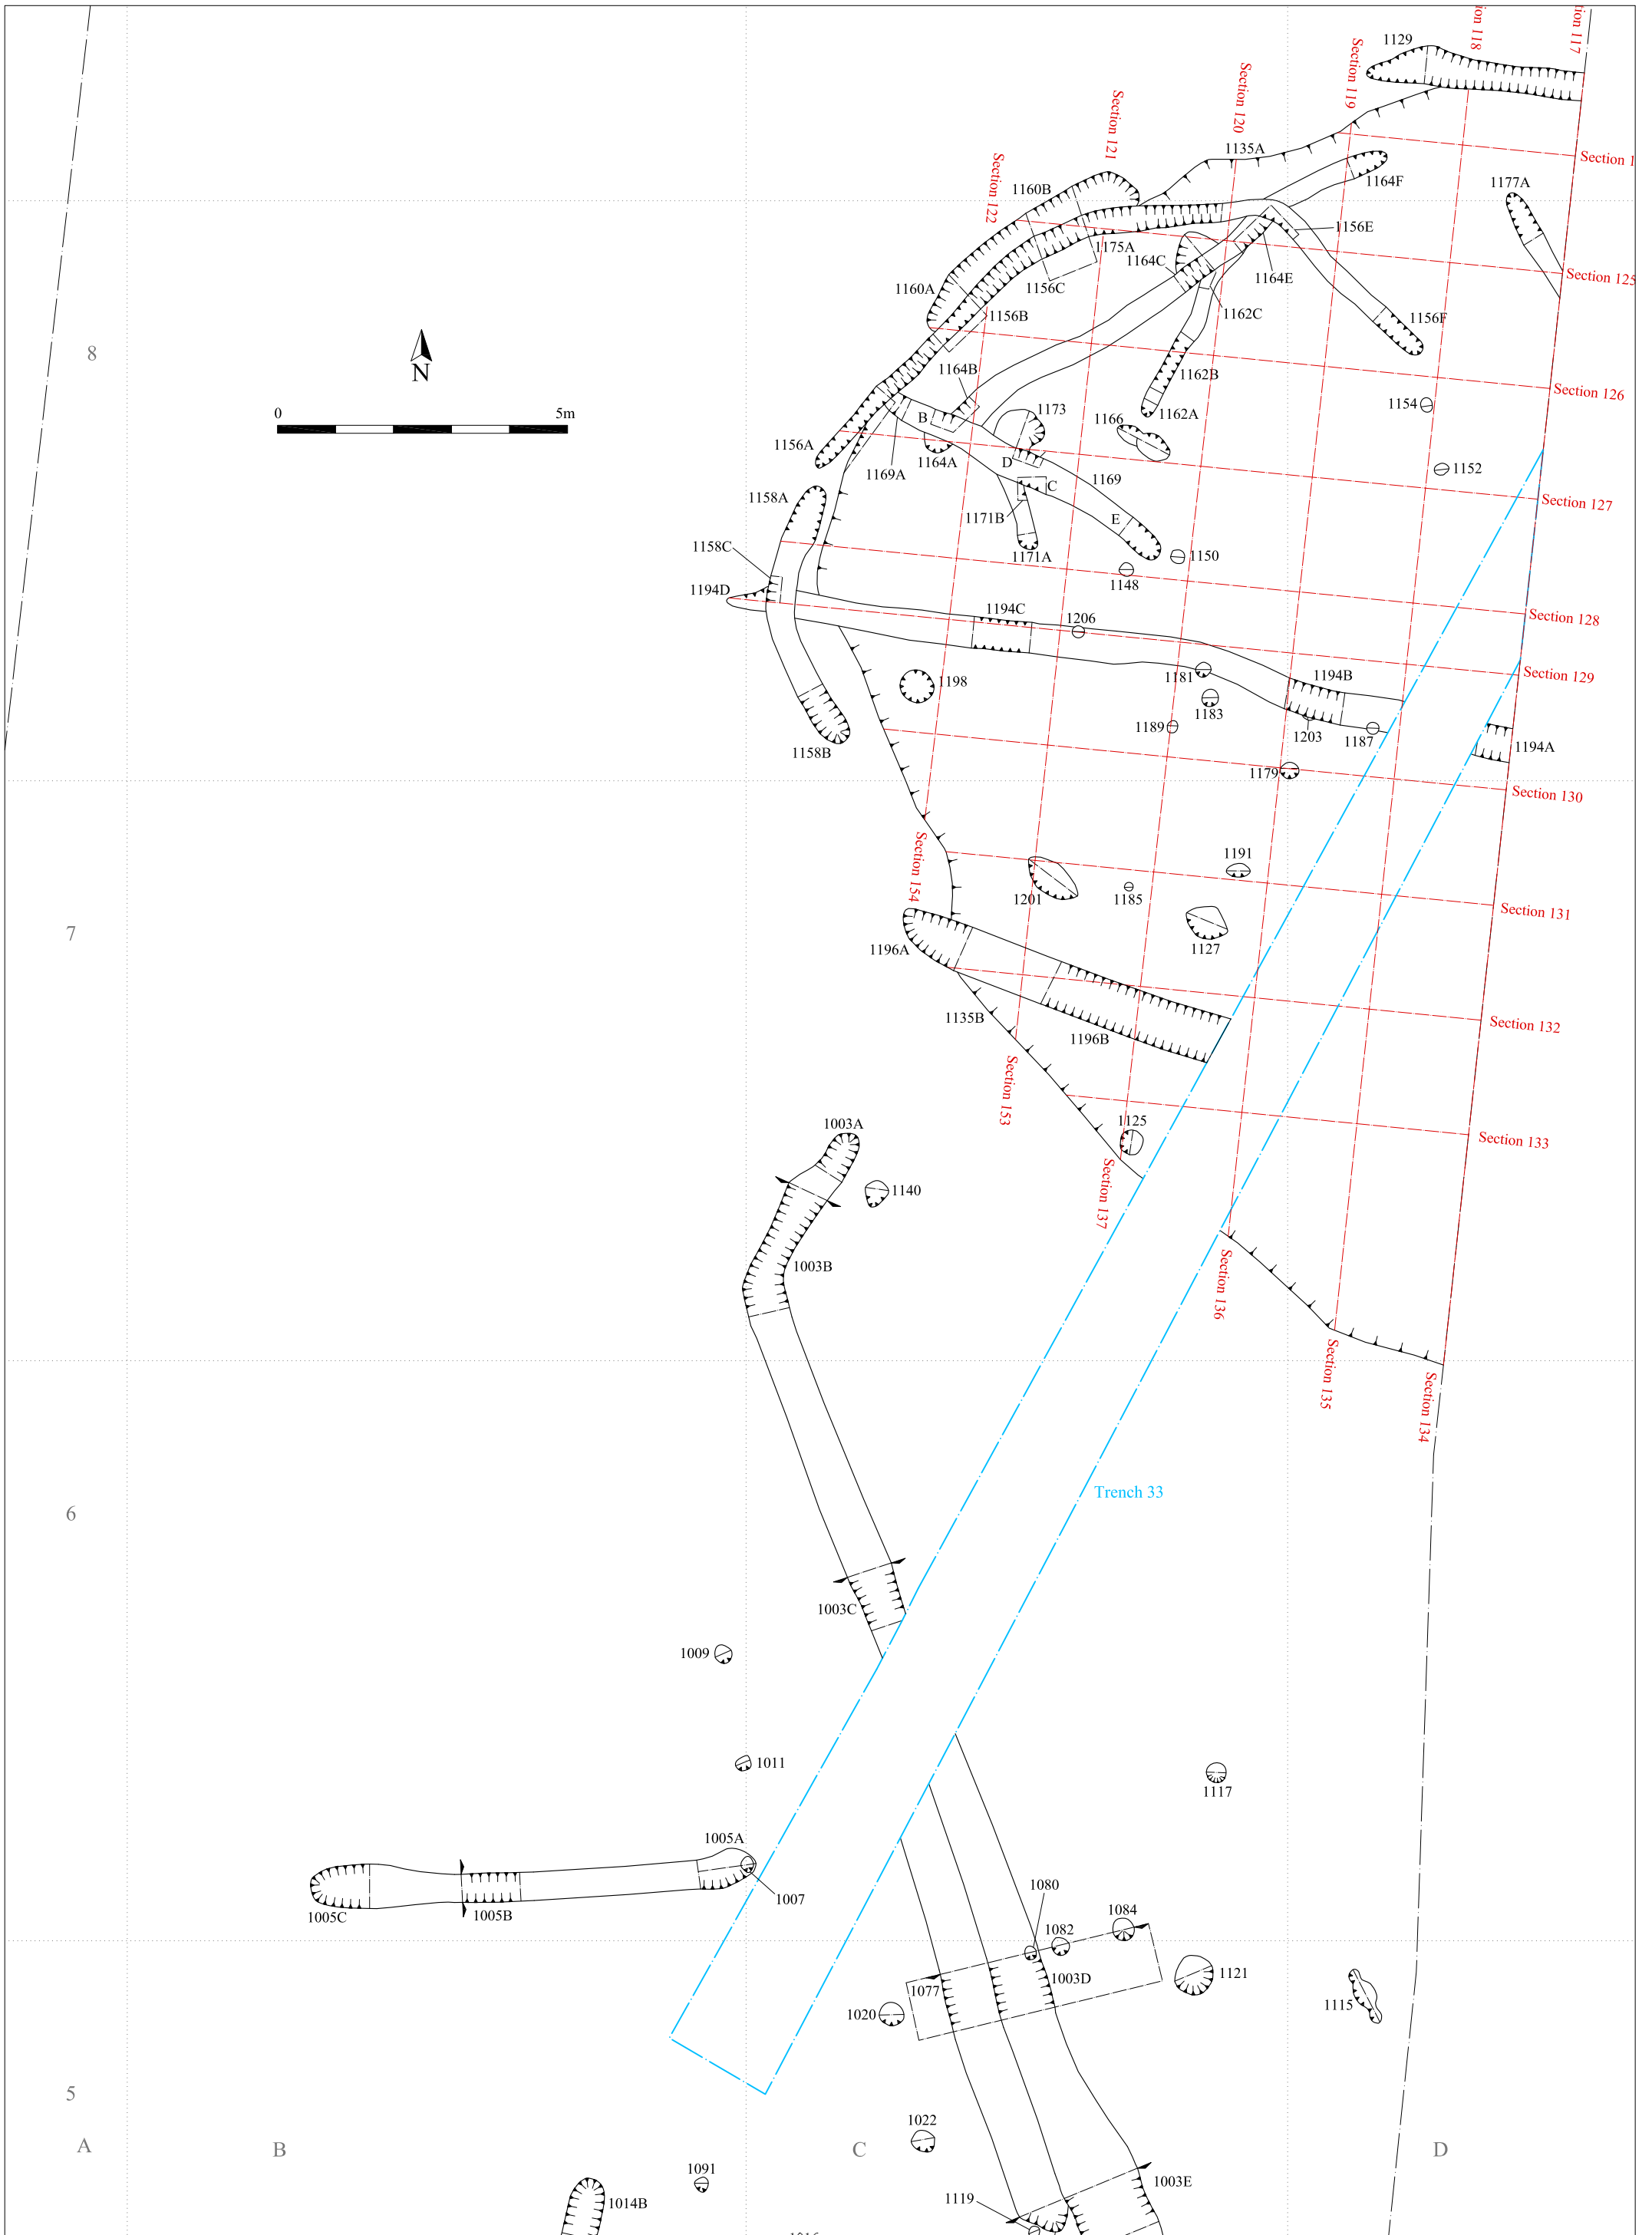 tion 117
ion 118
1129
Section 119
Section 120
Section 121
Section 122
1135A
Section 1
1164F
1177A
1160B
1156E
1175A
1164C
1164E
Section 125
1160A
1156C
1162C
1156B
1156F
8
N
1164B
1162B
Section 126
0
5m
B
1173
1166
1162A
1154
1156A
1169A
1164A
D
1169
1152
1158A
C
Section 127
1171B
E
1158C
1171A
1150
1148
1194D
1194C
1206
Section 128
1198
1181
1194B
Section 129
1183
1189
1203
1187
1194A
1158B
1179
Section 130
Section 154
1191
1201
1185
Section 131
7
1196A
1127
1135B
1196B
Section 132
Section 153
1003A
1125
Section 133
1140
Section 137
1003B
Section 136
Section 135
Section 134
Trench 33
6
1003C
1009
1011
1117
1005A
1007
1080
1005C
1005B
1082
1084
1077
1003D
1121
1020
1115
5
1022
A
B
C
D
1091
1003E
1014B
1119